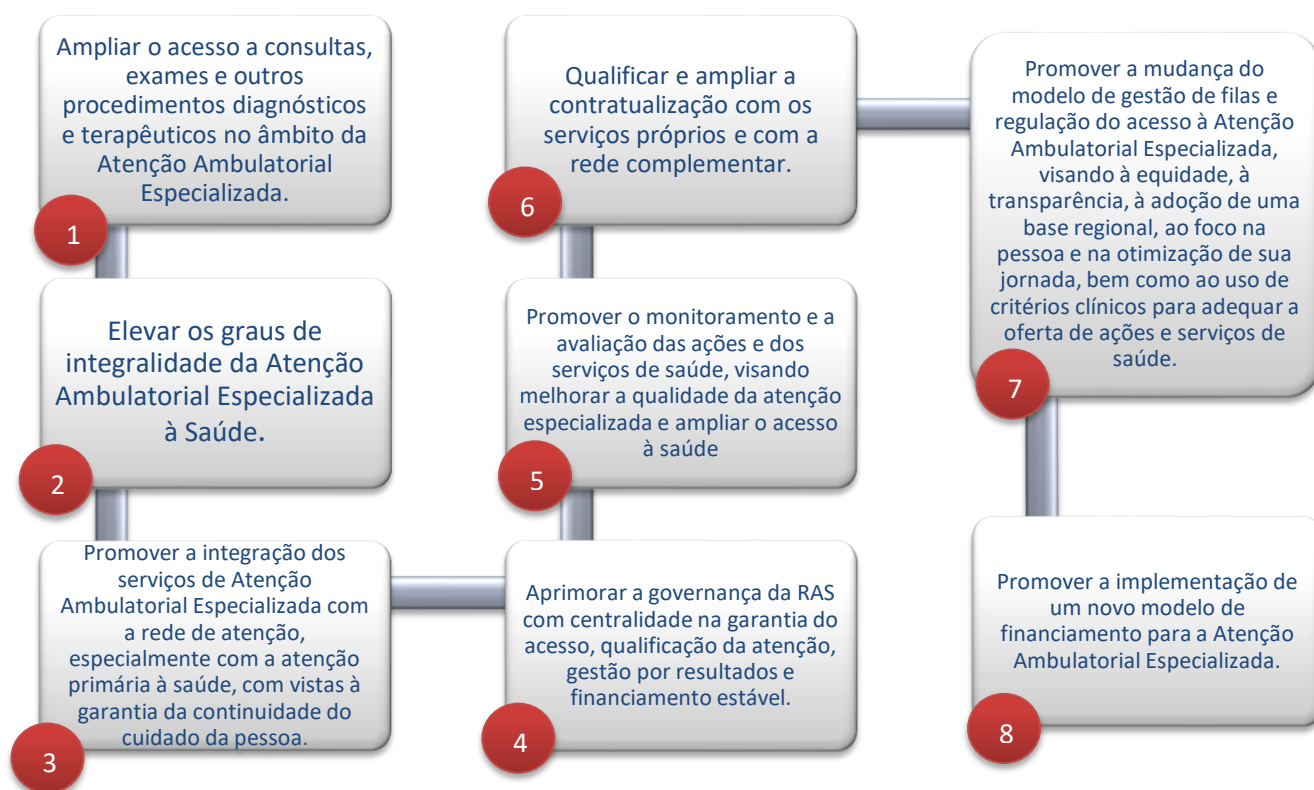 Ampliar o acesso a consultas,
exames e outros
procedimentos diagnósticos
e terapêuticos no âmbito da
Atenção Ambulatorial
Especializada.
1
Elevar os graus de
integralidade da Atenção
Ambulatorial Especializada
à Saúde.
2
Promover a integração dos
serviços de Atenção
Ambulatorial Especializada com
a rede de atenção,
especialmente com a atenção
primária à saúde, com vistas à
garantia da continuidade do
cuidado da pessoa.
3
Aprimorar a governança da RAS
com centralidade na garantia do
acesso, qualificação da atenção,
gestão por resultados e
financiamento estável.
4
Promover o monitoramento e a
avaliação das ações e dos
serviços de saúde, visando
melhorar a qualidade da atenção
especializada e ampliar o acesso
à saúde
5
Qualificar e ampliar a
contratualização com os
serviços próprios e com a
rede complementar.
6
Promover a mudança do
modelo de gestão de filas e
regulação do acesso à Atenção
Ambulatorial Especializada,
visando à equidade, à
transparência, à adoção de uma
base regional, ao foco na
pessoa e na otimização de sua
jornada, bem como ao uso de
critérios clínicos para adequar a
oferta de ações e serviços de
saúde.
7
Promover a implementação de
um novo modelo de
financiamento para a Atenção
Ambulatorial Especializada.
8